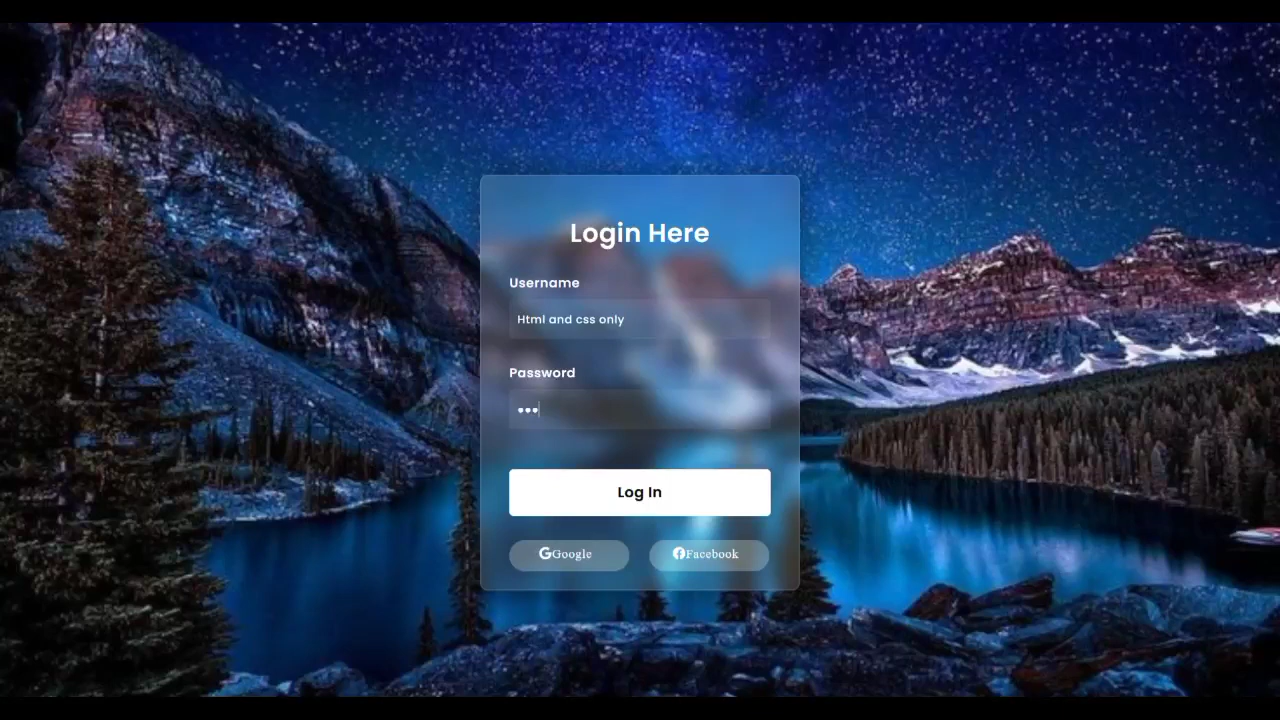 Login Here
Username
Html and css only
Password
Log In
Google
Facebook